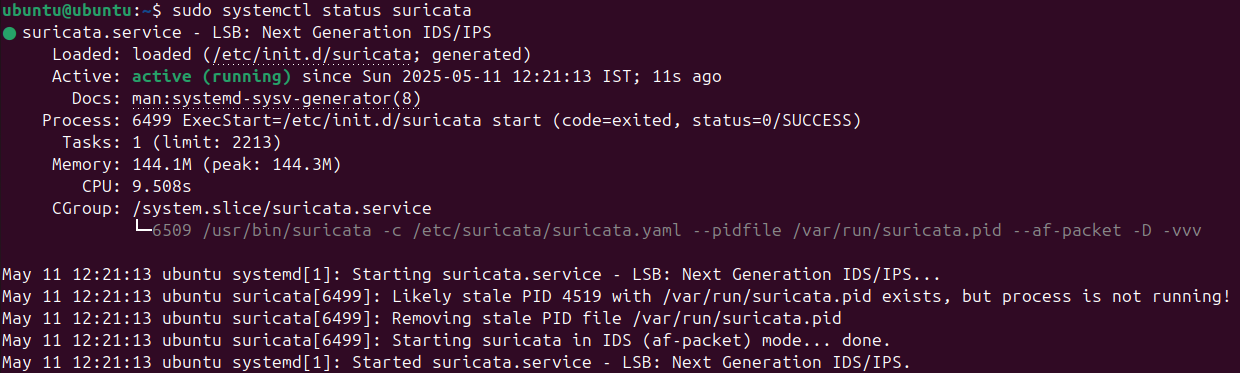 ubuntu@ubuntu:~$ sudo systemctl status suricata
● suricata.service - LSB: Next Generation IDS/IPS
     Loaded: loaded (/etc/init.d/suricata; generated)
     Active: active (running) since Sun 2025-05-11 12:21:13 IST; 11s ago
       Docs: man:systemd-sysv-generator(8)
    Process: 6499 ExecStart=/etc/init.d/suricata start (code=exited, status=0/SUCCESS)
      Tasks: 1 (limit: 2213)
     Memory: 144.1M (peak: 144.3M)
        CPU: 9.508s
     CGroup: /system.slice/suricata.service
             └─6509 /usr/bin/suricata -c /etc/suricata/suricata.yaml --pidfile /var/run/suricata.pid --af-packet -D -vvv
May 11 12:21:13 ubuntu systemd[1]: Starting suricata.service - LSB: Next Generation IDS/IPS...
May 11 12:21:13 ubuntu suricata[6499]: Likely stale PID 4519 with /var/run/suricata.pid exists, but process is not running!
May 11 12:21:13 ubuntu suricata[6499]: Removing stale PID file /var/run/suricata.pid
May 11 12:21:13 ubuntu suricata[6499]: Starting suricata in IDS (af-packet) mode... done.
May 11 12:21:13 ubuntu systemd[1]: Started suricata.service - LSB: Next Generation IDS/IPS.